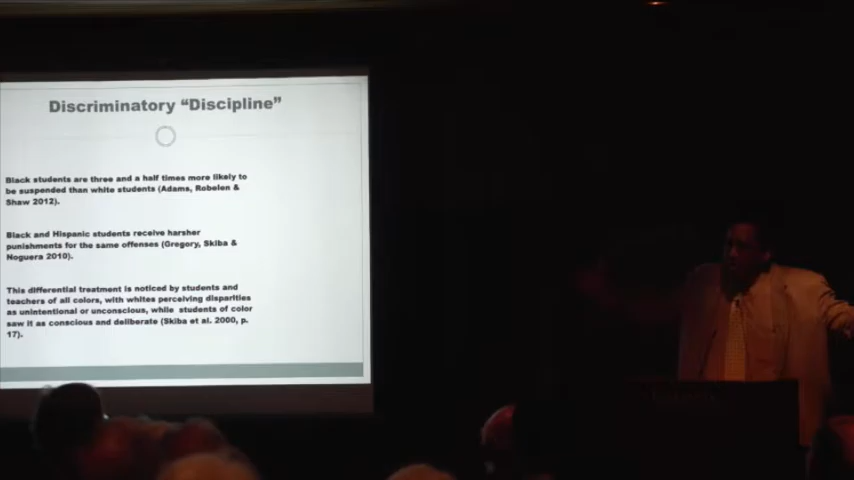 Discriminatory “Discipline”
Black students are three and a half times more likely to
be suspended than white students (Adams, Robelen &
Shaw 2012).
Black and Hispanic students receive harsher
punishments for the same offenses (Gregory, Skiba &
Noguera 2010).
This differential treatment is noticed by students and
teachers of all colors, with whites perceiving disparities
as unintentional or unconscious, while students of color
saw it as conscious and deliberate (Skiba et al. 2000, p.
17).